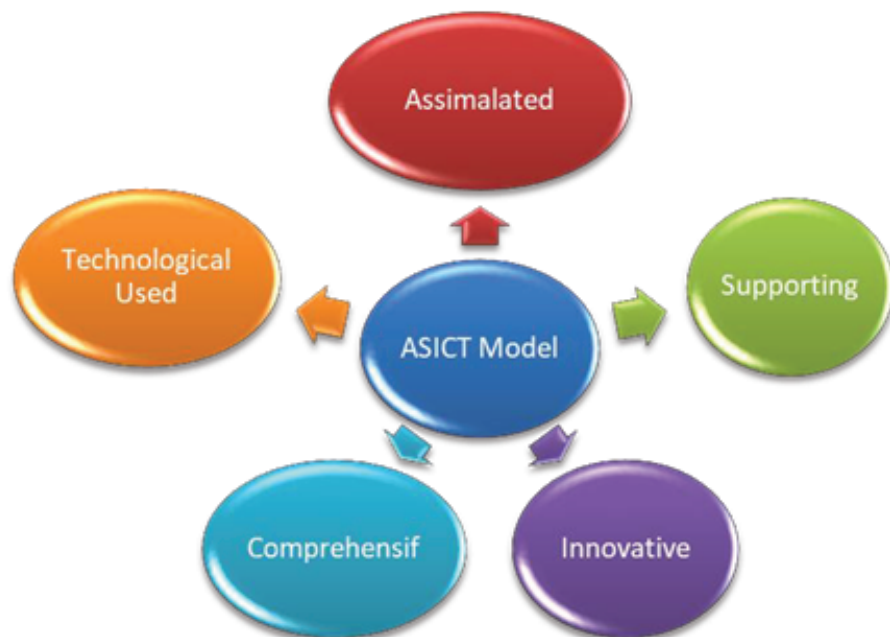 Assimalated
Technological
Used
Supporting
ASICT Model
Comprehensif
Innovative